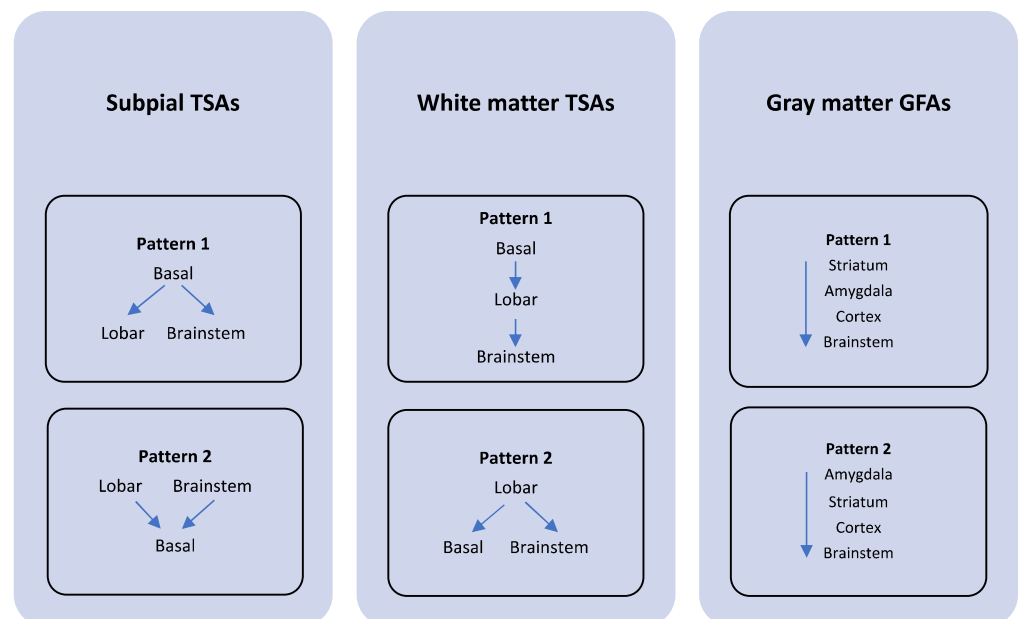 Subpial TSAs
Pattern 1
Basal
Lobar Brainstem
Pattern 2
Lobar Brainstem
Basal
White matter TSAs
Pattern 1
Basal
Lobar
Brainstem
Pattern 2
Lobar
Basal Brainstem
Gray matter GFAs
Pattern 1
Striatum
Amygdala
Cortex
Brainstem
Pattern 2
Amygdala
Striatum
Cortex
Brainstem